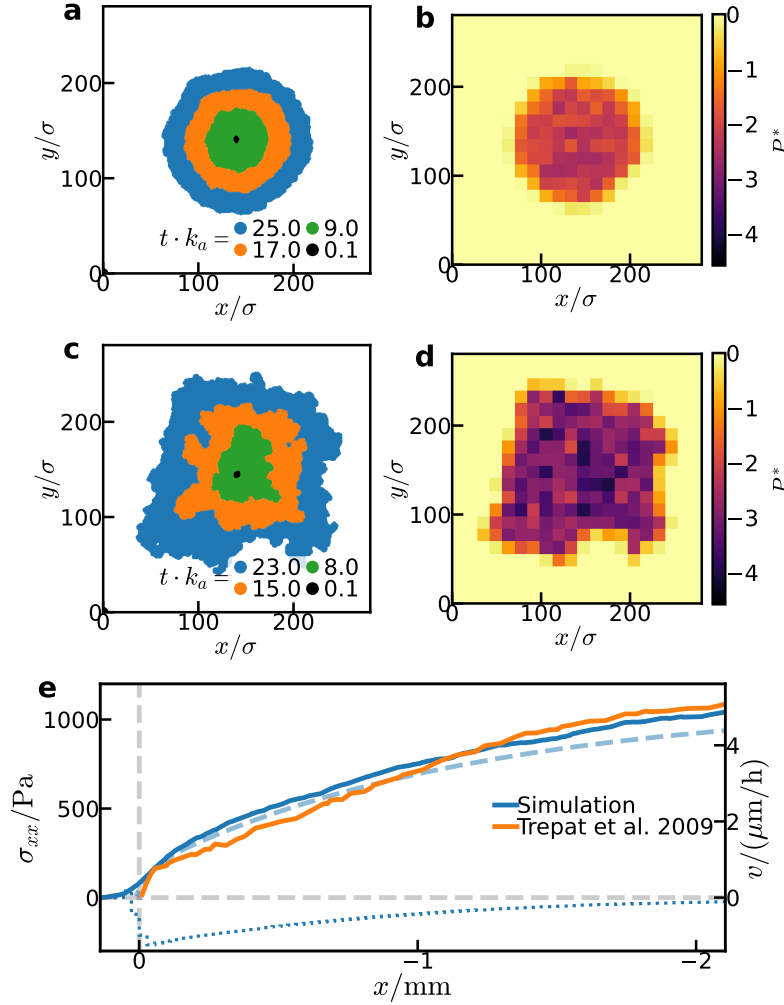 a
y/σ
200
100
0
0
100
200
x/σ
t · kₐ =
25.0
9.0
17.0
0.1
b
y/σ
200
100
0
0
100
200
x/σ
0
−1
−2
−3
−4
P*
c
y/σ
200
100
0
0
100
200
x/σ
t · kₐ =
23.0
8.0
15.0
0.1
d
y/σ
200
100
0
0
100
200
x/σ
0
−1
−2
−3
−4
P*
e
σₓₓ/Pa
1000
500
0
Simulation
Trepat et al. 2009
4
2
0
v/(μm/h)
0
−1
−2
x/mm